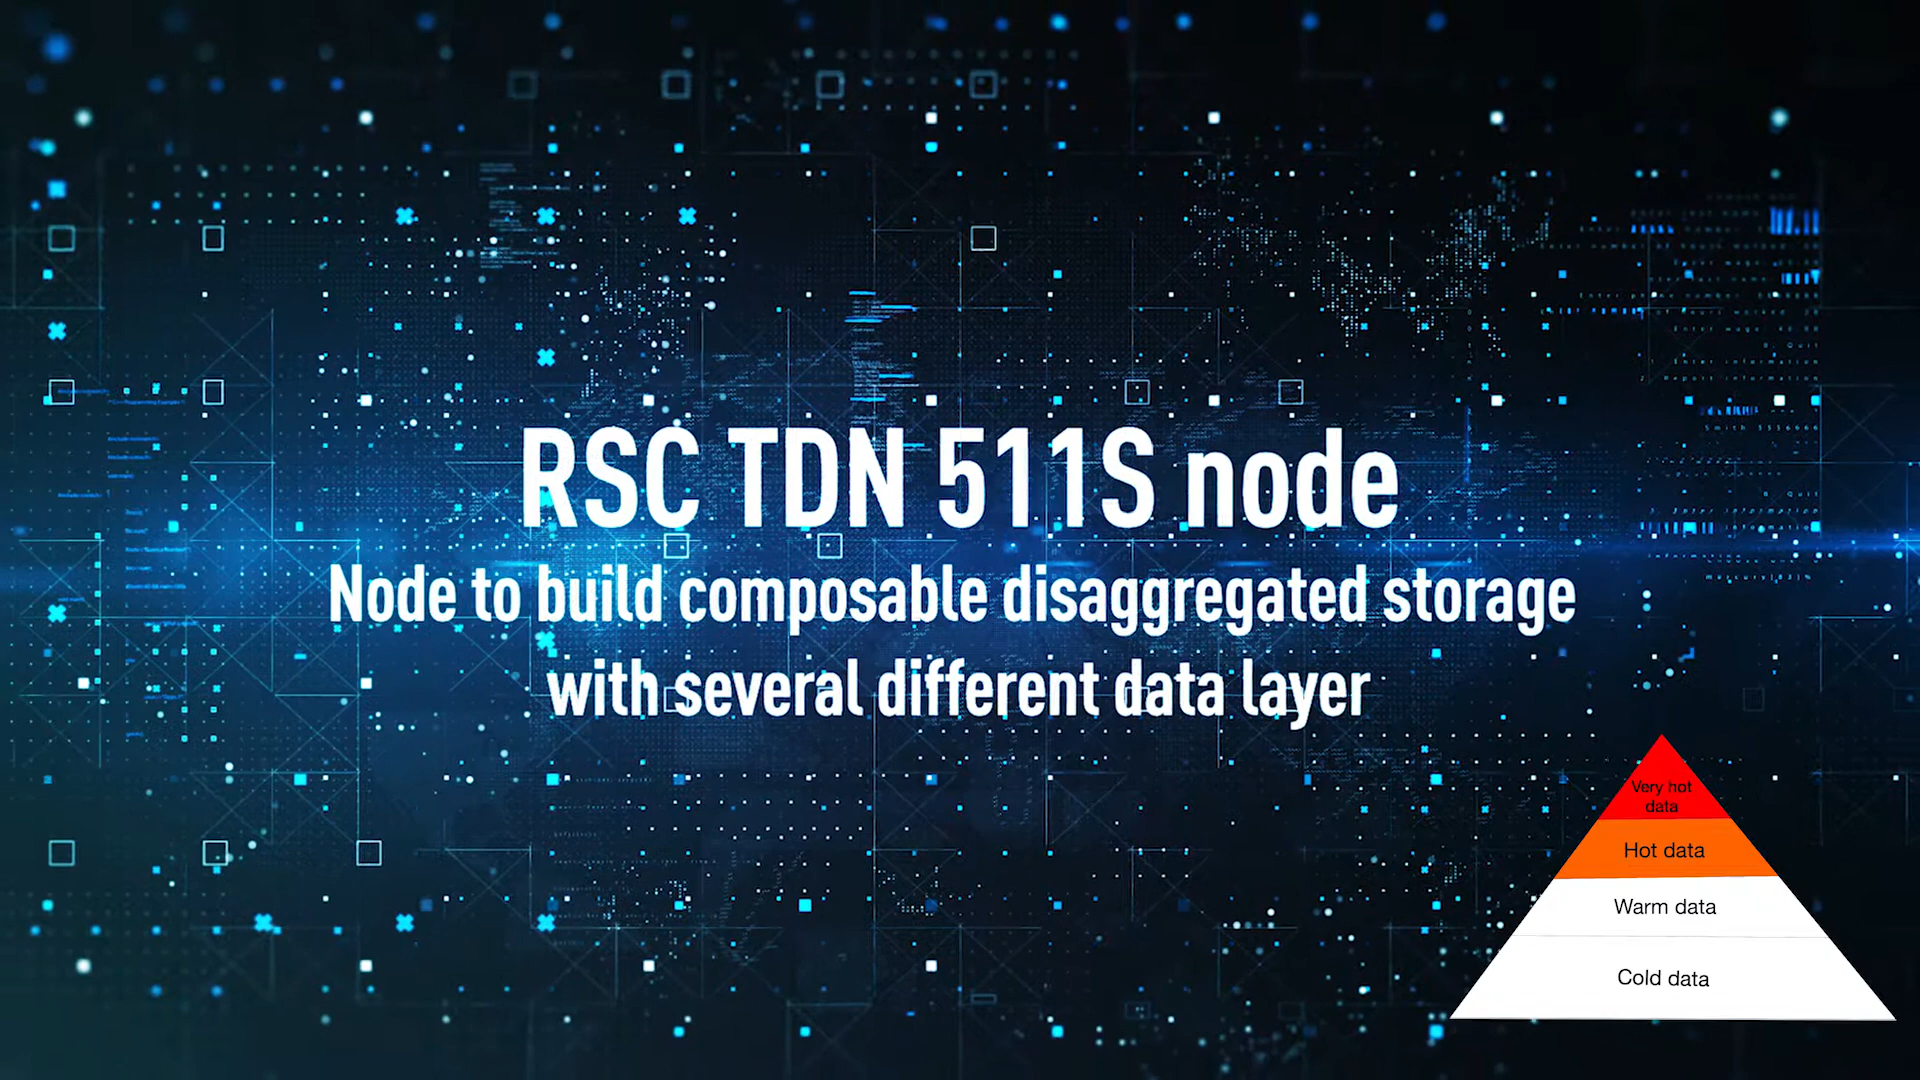 RSC TDN 511S node
Node to build composable disaggregated storage
with several different data layer
Very hot
data
Hot data
Warm data
Cold data